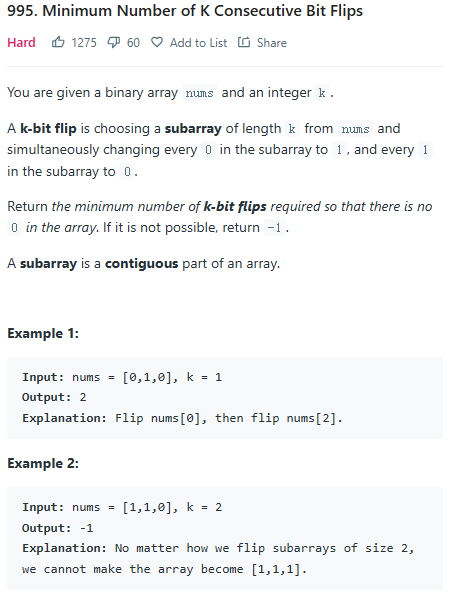 995. Minimum Number of K Consecutive Bit Flips
Hard 1275 60 Add to List Share
You are given a binary array nums and an integer k.
A k-bit flip is choosing a subarray of length k from nums and
simultaneously changing every 0 in the subarray to 1, and every 1
in the subarray to 0.
Return the minimum number of k-bit flips required so that there is no
0 in the array. If it is not possible, return -1.
A subarray is a contiguous part of an array.
Example 1:
Input: nums = [0,1,0], k = 1
Output: 2
Explanation: Flip nums[0], then flip nums[2].
Example 2:
Input: nums = [1,1,0], k = 2
Output: -1
Explanation: No matter how we flip subarrays of size 2,
we cannot make the array become [1,1,1].